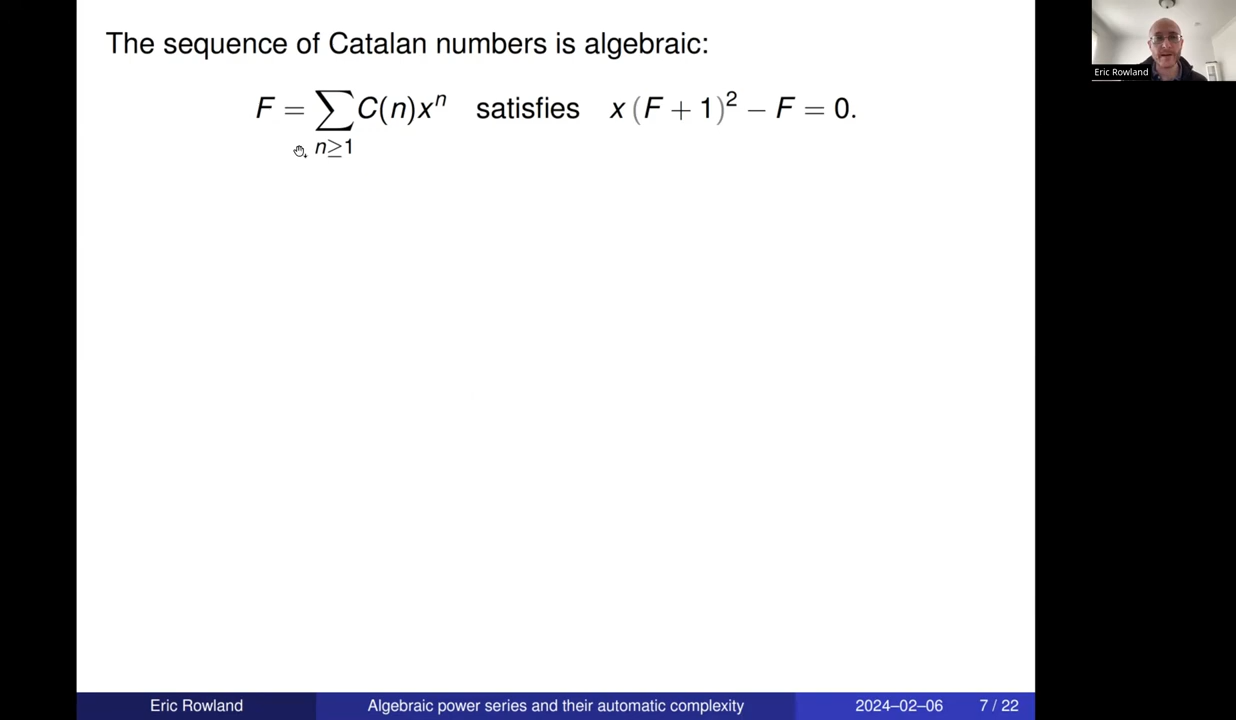 The sequence of Catalan numbers is algebraic:
F = ∑ C(n)xⁿ satisfies x (F + 1)² − F = 0.
n≥1
Eric Rowland
Eric Rowland Algebraic power series and their automatic complexity 2024–02–06 7 / 22